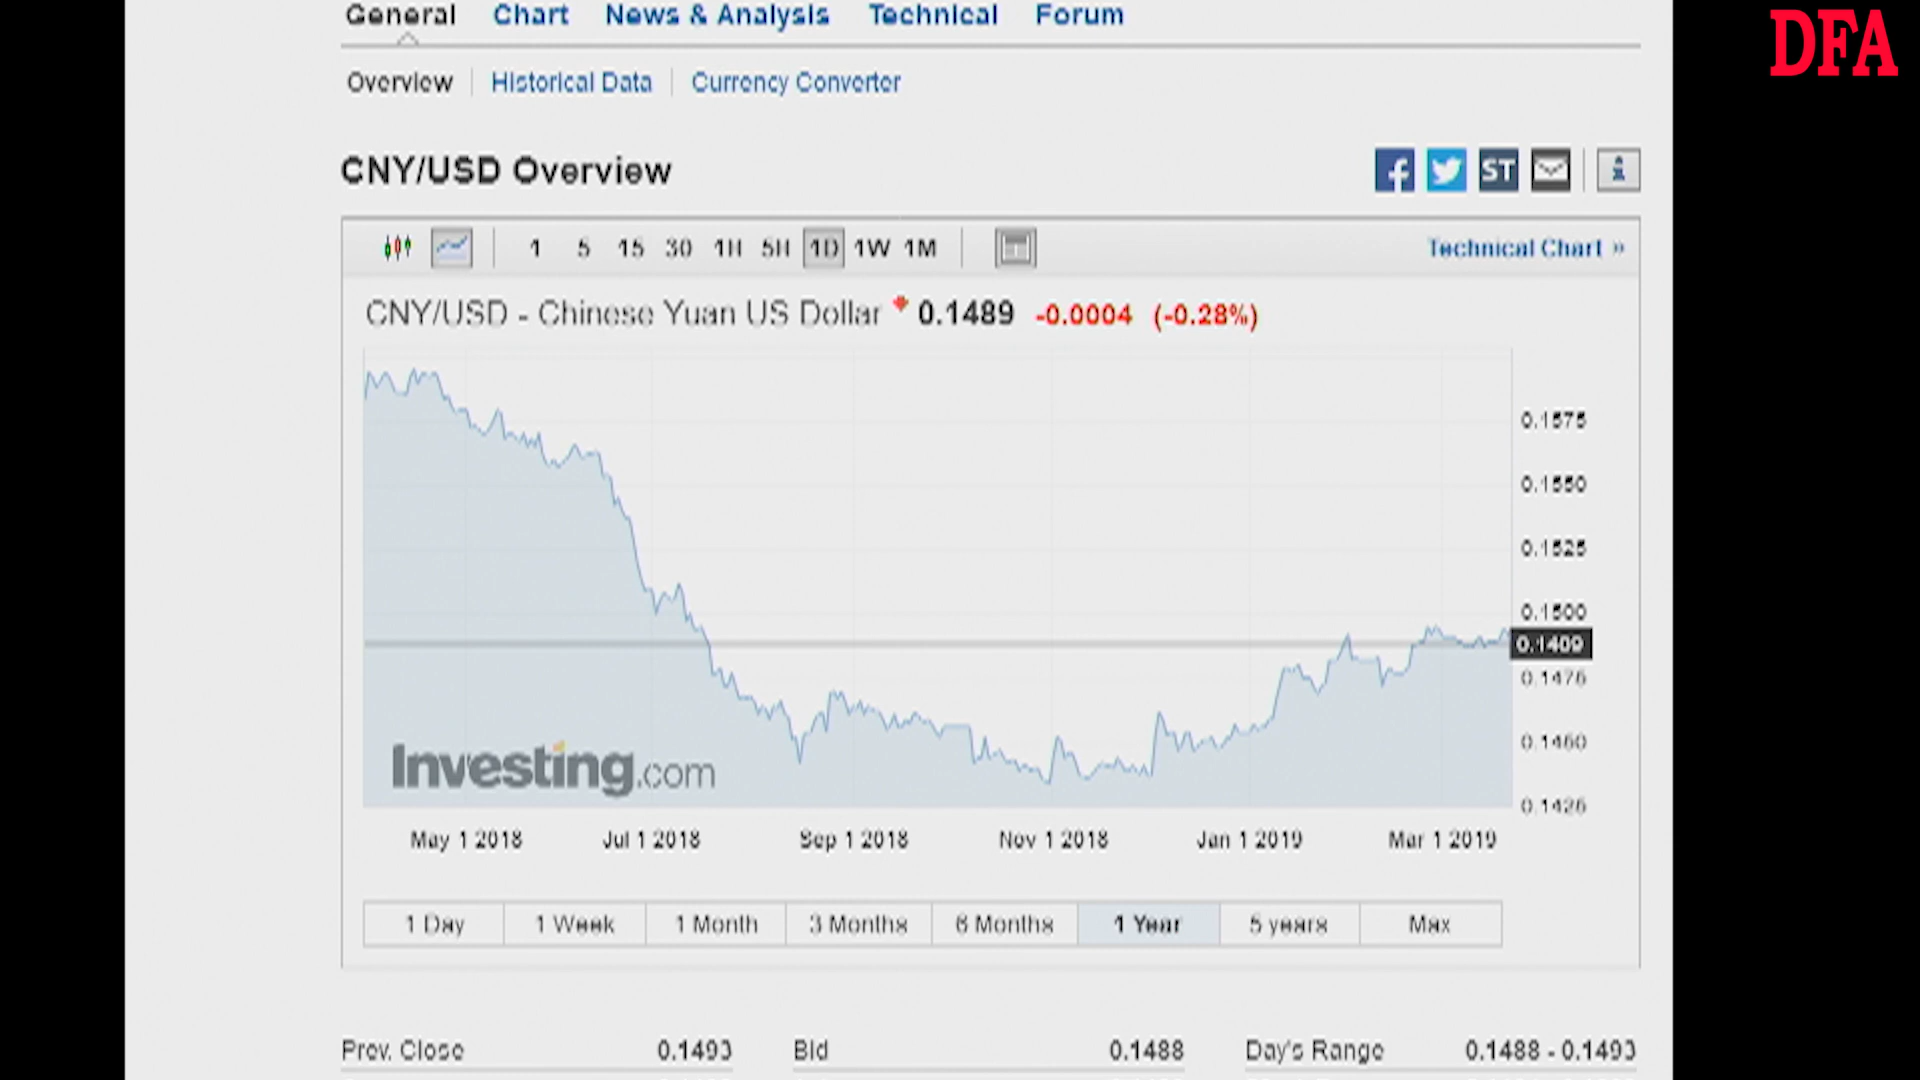 DFA
General Chart News & Analysis Technical Forum
Overview Historical Data Currency Converter
CNY/USD Overview
ST
1 5 15 30 1H 5H 1D 1W 1M Technical Chart »
CNY/USD - Chinese Yuan US Dollar 0.1489 -0.0004 (-0.28%)
0.1575
0.1550
0.1525
0.1500
0.1489
0.1475
0.1450
0.1425
Investing.com
May 1 2018 Jul 1 2018 Sep 1 2018 Nov 1 2018 Jan 1 2019 Mar 1 2019
1 Day 1 Week 1 Month 3 Months 6 Months 1 Year 5 years Max
Prev. Close 0.1493 Bid 0.1488 Day's Range 0.1488 - 0.1493